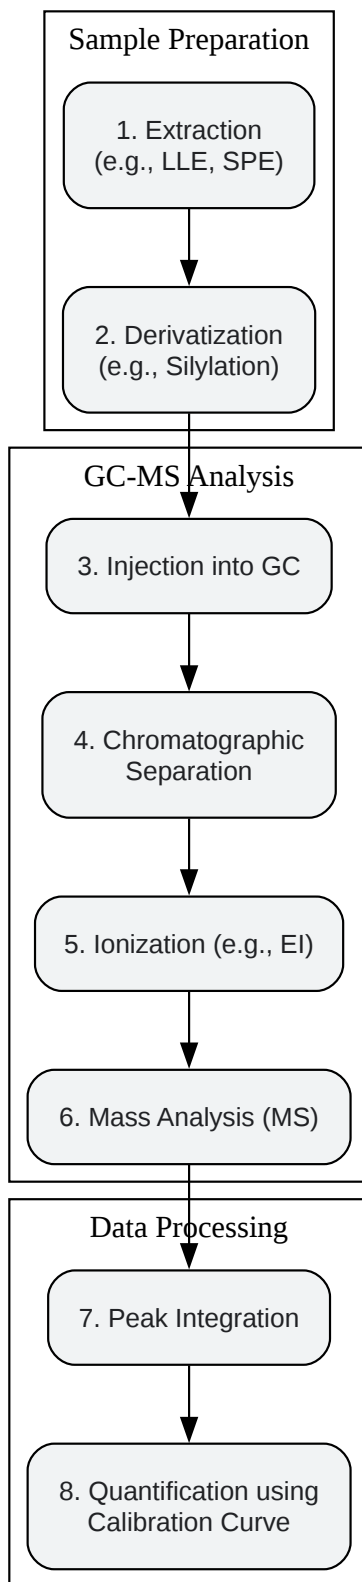 Sample Preparation
1. Extraction
(e.g., LLE, SPE)
2. Derivatization
(e.g., Silylation)
GC-MS Analysis
3. Injection into GC
4. Chromatographic
Separation
5. Ionization (e.g., EI)
6. Mass Analysis (MS)
Data Processing
7. Peak Integration
8. Quantification using
Calibration Curve